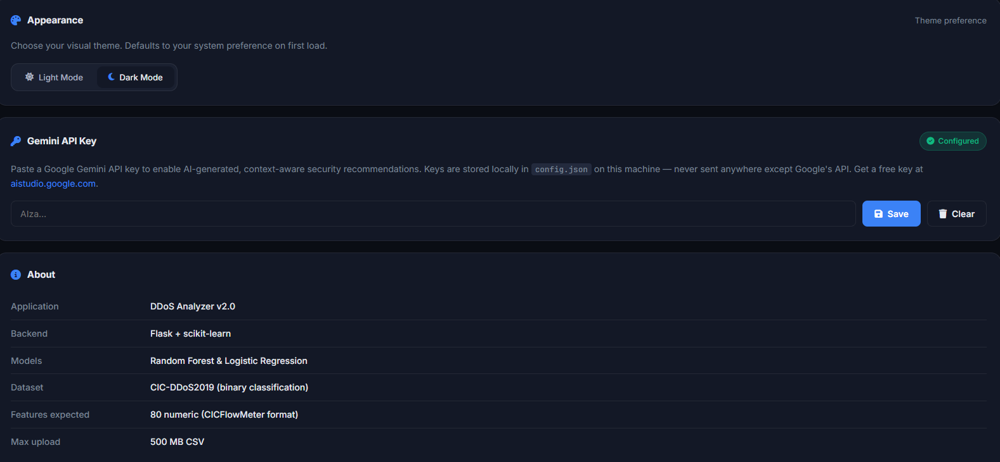 Appearance
Theme preference
Choose your visual theme. Defaults to your system preference on first load.
Light Mode
Dark Mode
Gemini API Key
Configured
Paste a Google Gemini API key to enable AI-generated, context-aware security recommendations. Keys are stored locally in config.json on this machine — never sent anywhere except Google's API. Get a free key at
aistudio.google.com.
AIza...
Save
Clear
About
Application DDoS Analyzer v2.0
Backend Flask + scikit-learn
Models Random Forest & Logistic Regression
Dataset CIC-DDoS2019 (binary classification)
Features expected 80 numeric (CICFlowMeter format)
Max upload 500 MB CSV